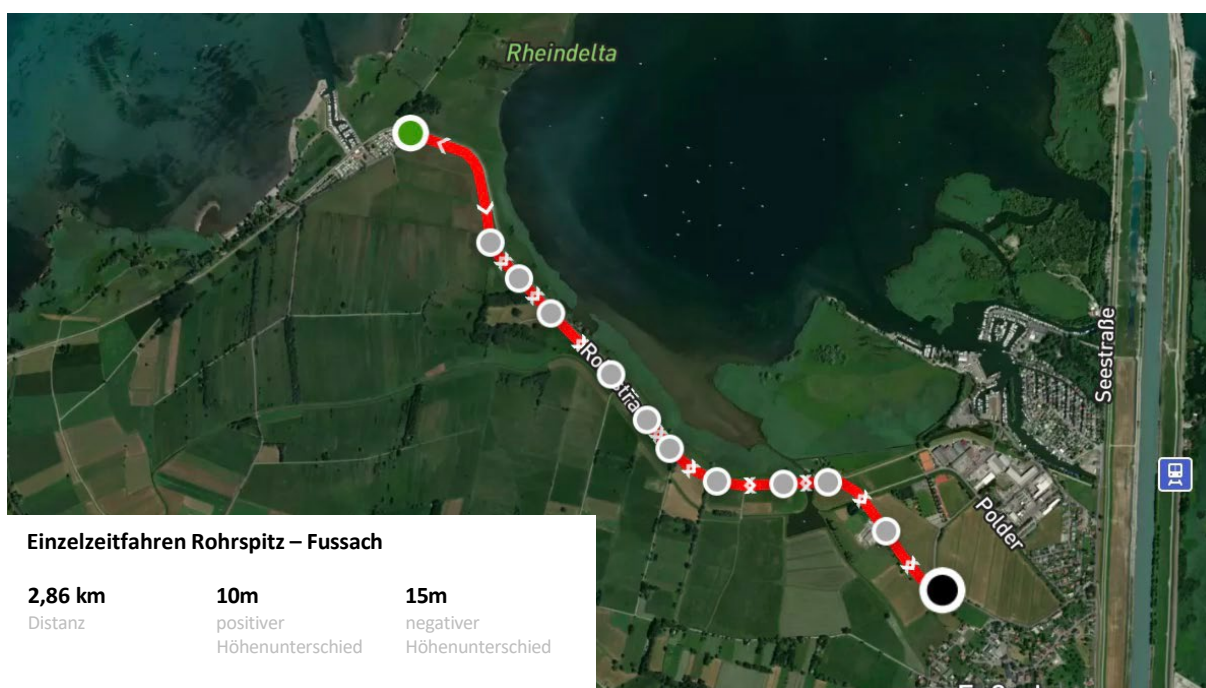 Rheindelta
Seestraße
Polder
Einzelzeitfahren Rohrspitz – Fussach
2,86 km
Distanz
10m
positiver
Höhenunterschied
15m
negativer
Höhenunterschied